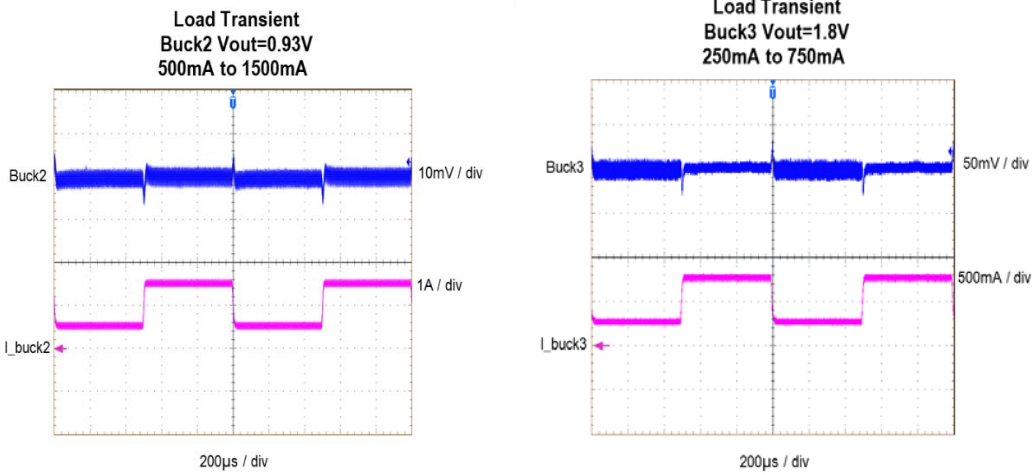 Load Transient
Buck2 Vout=0.93V
500mA to 1500mA
T
Buck2
10mV / div
1A / div
I_buck2
200µs / div
Load Transient
Buck3 Vout=1.8V
250mA to 750mA
T
Buck3
50mV / div
500mA / div
I_buck3
200µs / div